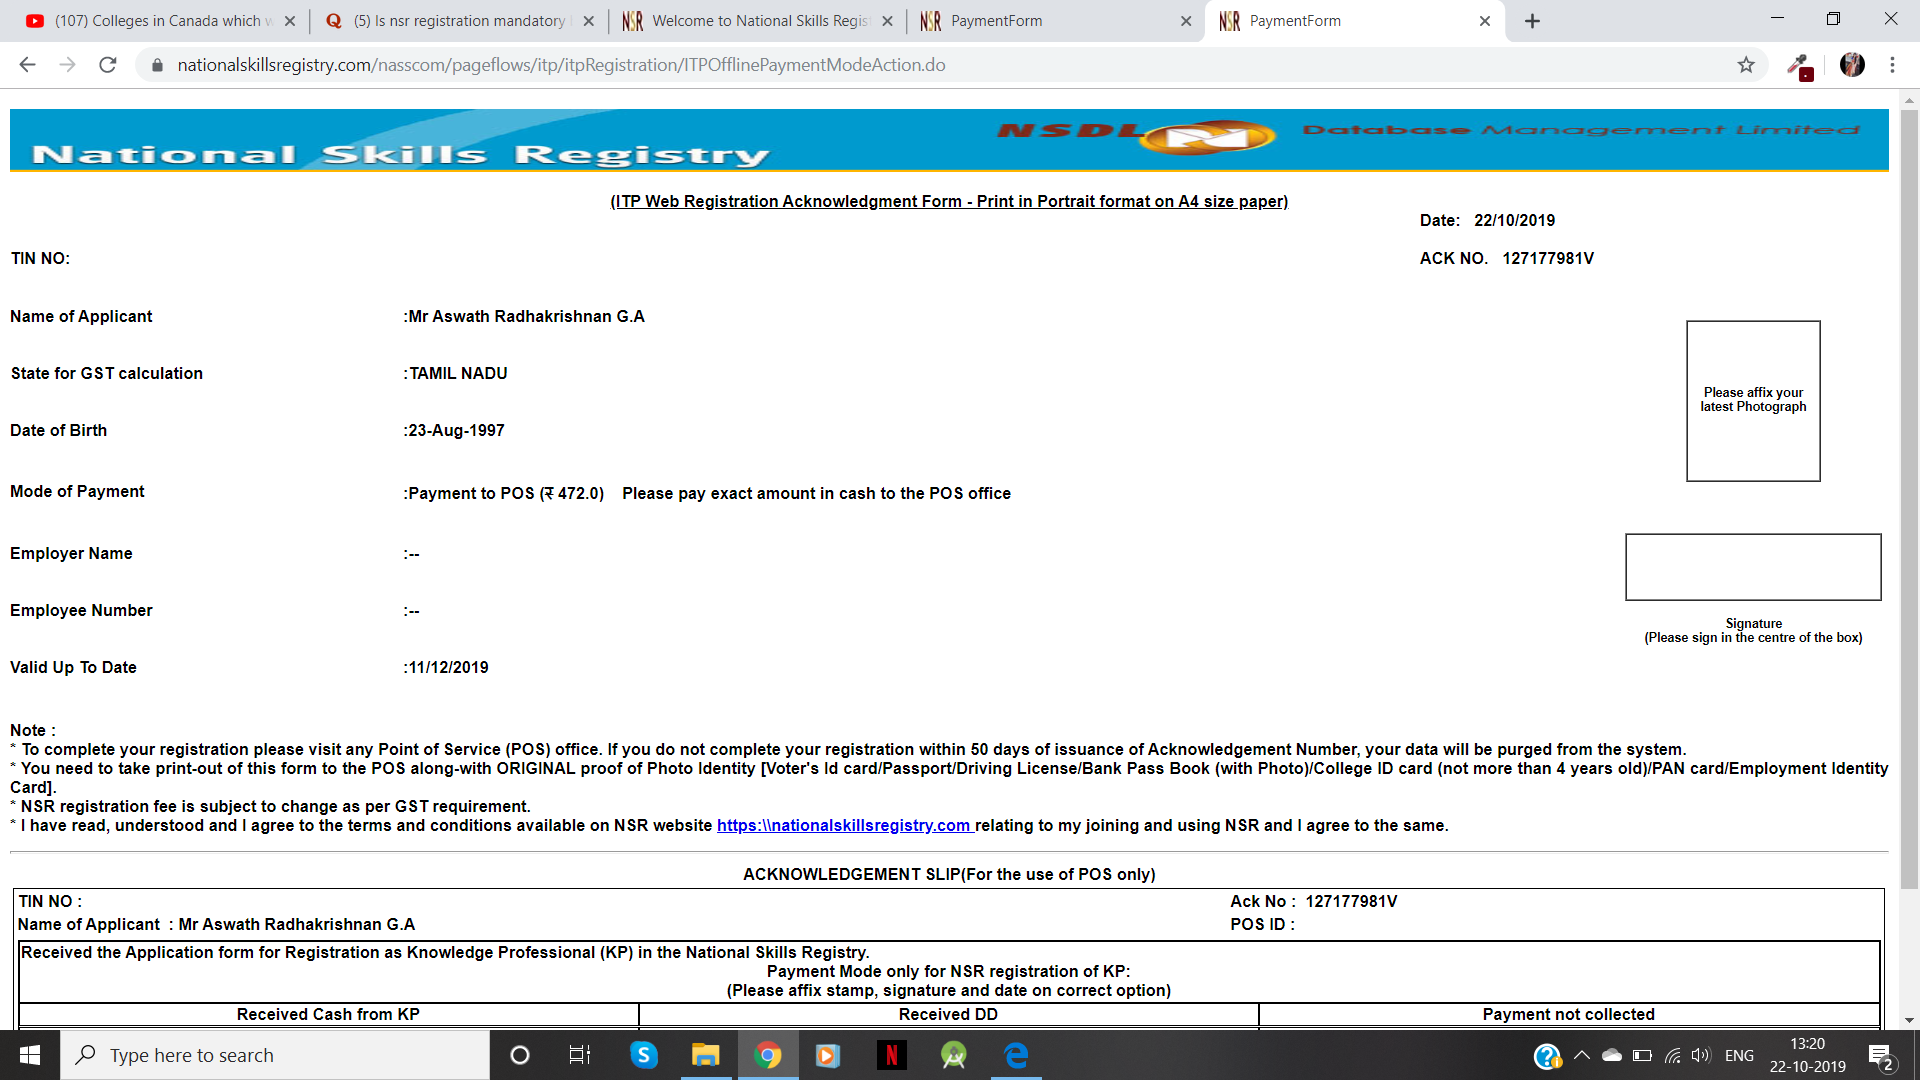 (107) Colleges in Canada which w
(5) Is nsr registration mandatory
Welcome to National Skills Regis
PaymentForm
PaymentForm
nationalskillsregistry.com/nasscom/pageflows/itp/itpRegistration/ITPOfflinePaymentModeAction.do
National Skills Registry
NSDL Database Management Limited
(ITP Web Registration Acknowledgment Form - Print in Portrait format on A4 size paper)
Date: 22/10/2019
TIN NO:
ACK NO. 127177981V
Name of Applicant :Mr Aswath Radhakrishnan G.A
State for GST calculation :TAMIL NADU
Please affix your
latest Photograph
Date of Birth :23-Aug-1997
Mode of Payment :Payment to POS (₹ 472.0) Please pay exact amount in cash to the POS office
Employer Name :--
Employee Number :--
Signature
(Please sign in the centre of the box)
Valid Up To Date :11/12/2019
Note :
* To complete your registration please visit any Point of Service (POS) office. If you do not complete your registration within 50 days of issuance of Acknowledgement Number, your data will be purged from the system.
* You need to take print-out of this form to the POS along-with ORIGINAL proof of Photo Identity [Voter's Id card/Passport/Driving License/Bank Pass Book (with Photo)/College ID card (not more than 4 years old)/PAN card/Employment Identity
Card].
* NSR registration fee is subject to change as per GST requirement.
* I have read, understood and I agree to the terms and conditions available on NSR website https:\\nationalskillsregistry.com relating to my joining and using NSR and I agree to the same.
ACKNOWLEDGEMENT SLIP(For the use of POS only)
TIN NO :
Ack No : 127177981V
Name of Applicant : Mr Aswath Radhakrishnan G.A
POS ID :
Received the Application form for Registration as Knowledge Professional (KP) in the National Skills Registry.
Payment Mode only for NSR registration of KP:
(Please affix stamp, signature and date on correct option)
Received Cash from KP
Received DD
Payment not collected
Type here to search
ENG
13:20
22-10-2019
2